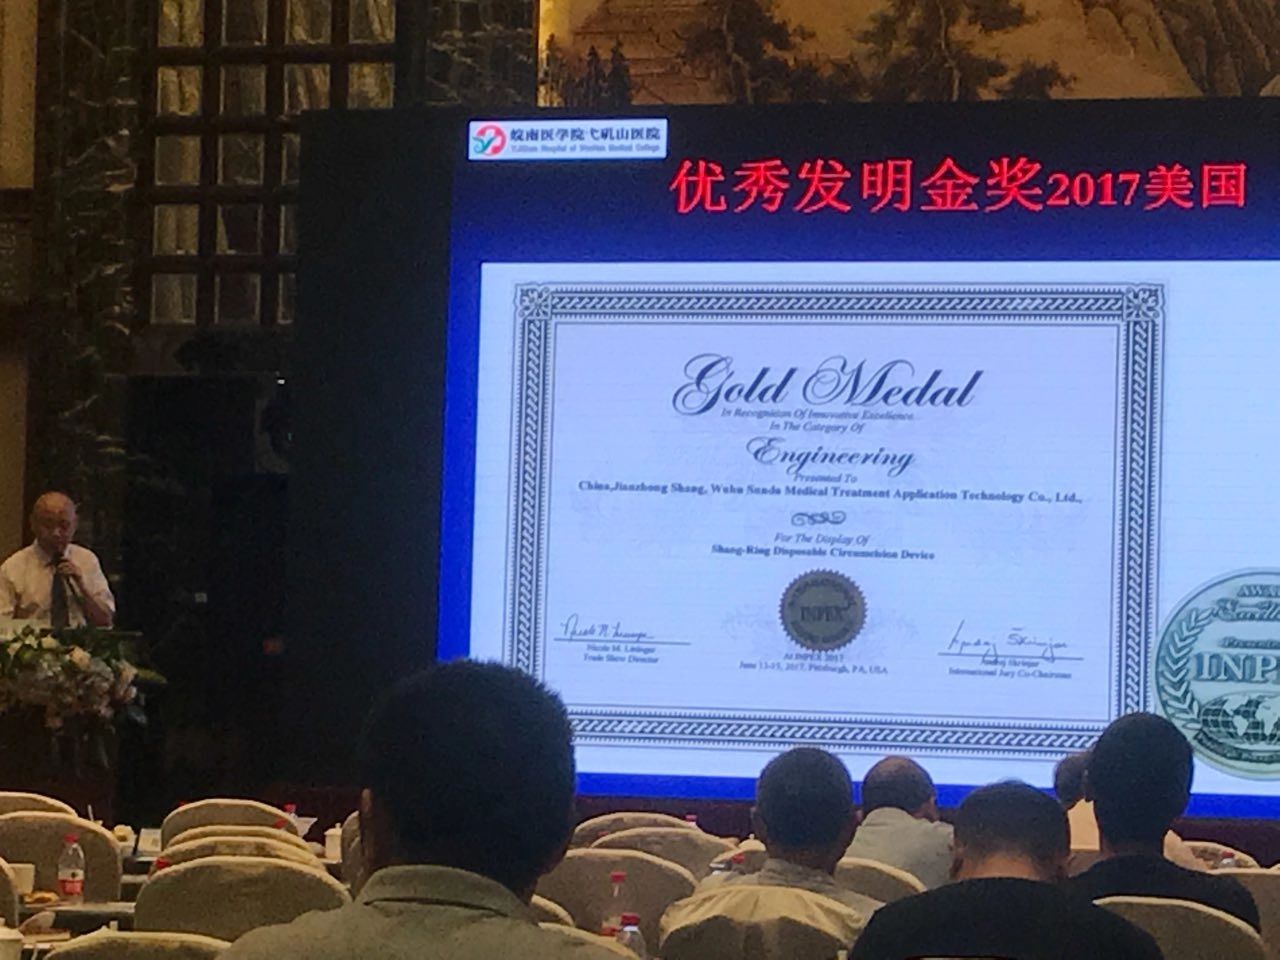 皖南医学院弋矶山医院
YiJiShan Hospital of WanNan Medical College
优秀发明金奖2017美国
Gold Medal
In Recognition Of Innovative Excellence
In The Category Of
Engineering
Presented To
China,Jianzhong Shang, Wuhu Snnda Medical Treatment Application Technology Co., Ltd.,
For The Display Of
Shang-Ring Disposable Circumcision Device
INPEX
Nicole M. Lininger
Trade Show Director
At INPEX 2017
June 13-15, 2017, Pittsburgh, PA, USA
Andrej Skrinjar
International Jury Co-Chairman
INPE